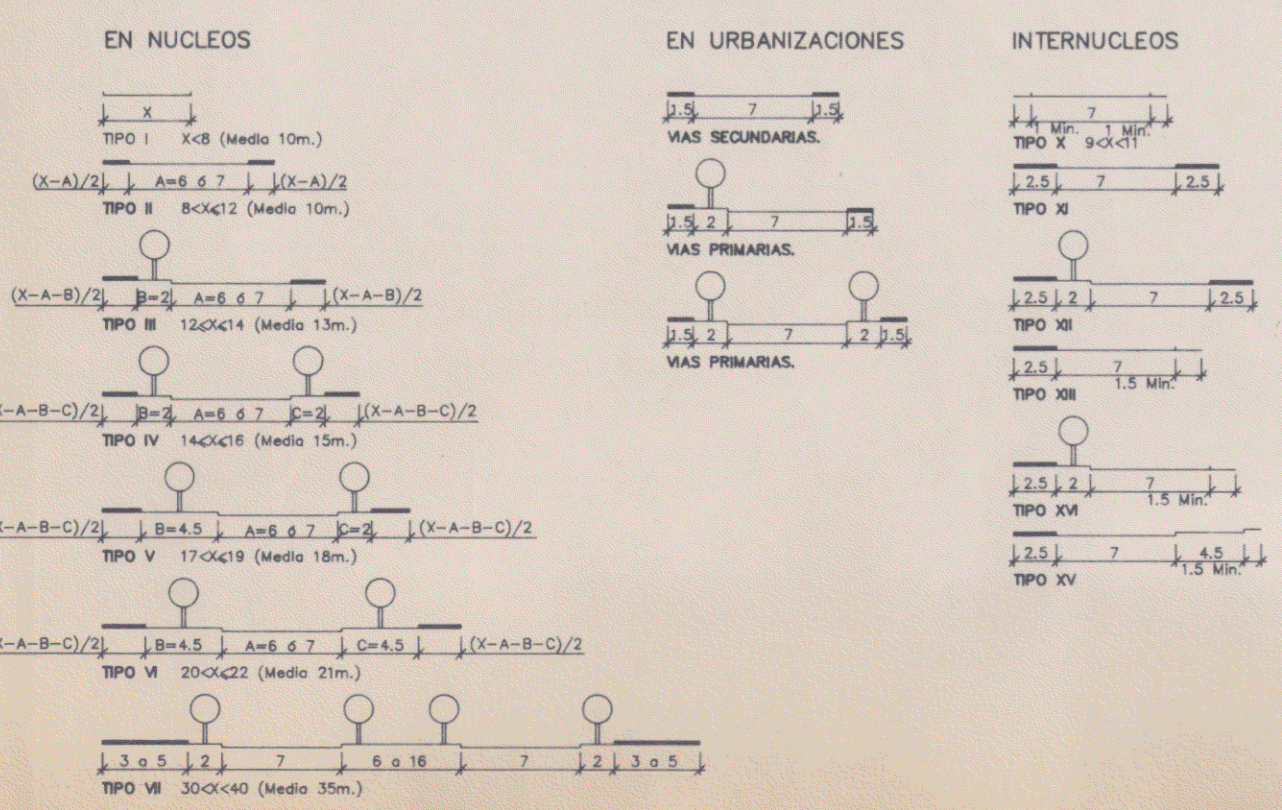 EN NUCLEOS
X
TIPO I X<8 (Media 10m.)
(X-A)/2 A=6 ó 7 (X-A)/2
TIPO II 8<X⩽12 (Media 10m.)
(X-A-B)/2 B=2 A=6 ó 7 (X-A-B)/2
TIPO III 12⩽X⩽14 (Media 13m.)
X-A-B-C)/2 B=2 A=6 ó 7 C=2 (X-A-B-C)/2
TIPO IV 14⩽X⩽16 (Media 15m.)
X-A-B-C)/2 B=4.5 A=6 ó 7 C=2 (X-A-B-C)/2
TIPO V 17<X⩽19 (Media 18m.)
X-A-B-C)/2 B=4.5 A=6 ó 7 C=4.5 (X-A-B-C)/2
TIPO VI 20<X⩽22 (Media 21m.)
3 a 5 2 7 6 a 16 7 2 3 a 5
TIPO VII 30<X<40 (Media 35m.)
EN URBANIZACIONES
1.5 7 1.5
VIAS SECUNDARIAS.
1.5 2 7 1.5
VIAS PRIMARIAS.
1.5 2 7 2 1.5
VIAS PRIMARIAS.
INTERNUCLEOS
7
1 Min. 1 Min.
TIPO X 9<X<11
2.5 7 2.5
TIPO XI
2.5 2 7 2.5
TIPO XII
2.5 7
1.5 Min.
TIPO XIII
2.5 2 7
1.5 Min.
TIPO XVI
2.5 7 4.5
1.5 Min.
TIPO XV